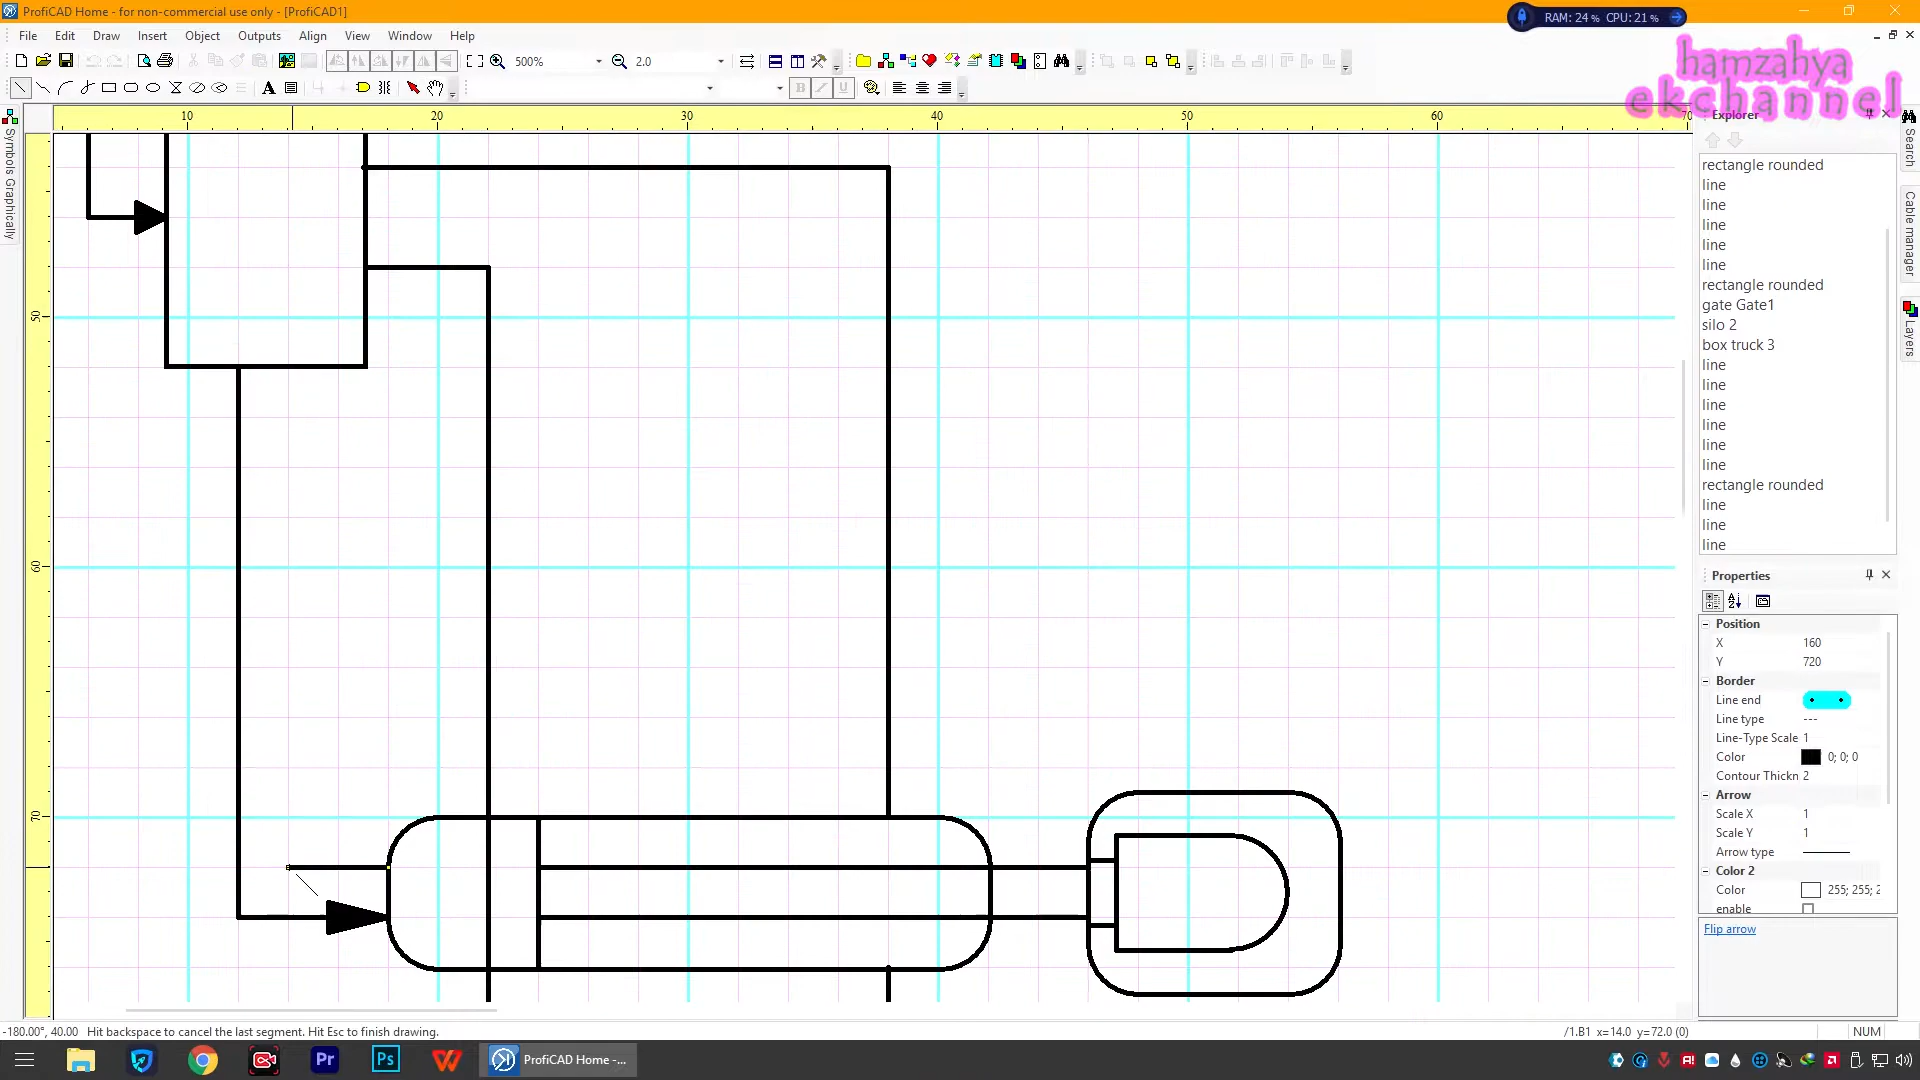 ProfiCAD Home - for non-commercial use only - [ProfiCAD1]
RAM: 24 % CPU: 21 %
hamzahya
ekchannel
File Edit Draw Insert Object Outputs Align View Window Help
500% 2.0
A B I U
10 20 30 40 50 60 70
50
60
70
Symbols Graphically
Explorer
rectangle rounded
line
line
line
line
line
rectangle rounded
gate Gate1
silo 2
box truck 3
line
line
line
line
line
line
rectangle rounded
line
line
line
Search
Cable manager
Layers
Properties
Position
X 160
Y 720
Border
Line end
Line type ---
Line-Type Scale 1
Color 0; 0; 0
Contour Thickn 2
Arrow
Scale X 1
Scale Y 1
Arrow type
Color 2
Color 255; 255; 2
enable
Flip arrow
-180.00°, 40.00 Hit backspace to cancel the last segment. Hit Esc to finish drawing.
/1.B1 x=14.0 y=72.0 (0) NUM
Pr Ps ProfiCAD Home -...